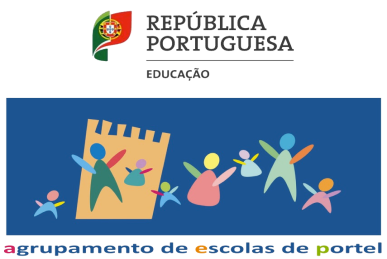 REPÚBLICA
PORTUGUESA
EDUCAÇÃO
agrupamento de escolas de portel